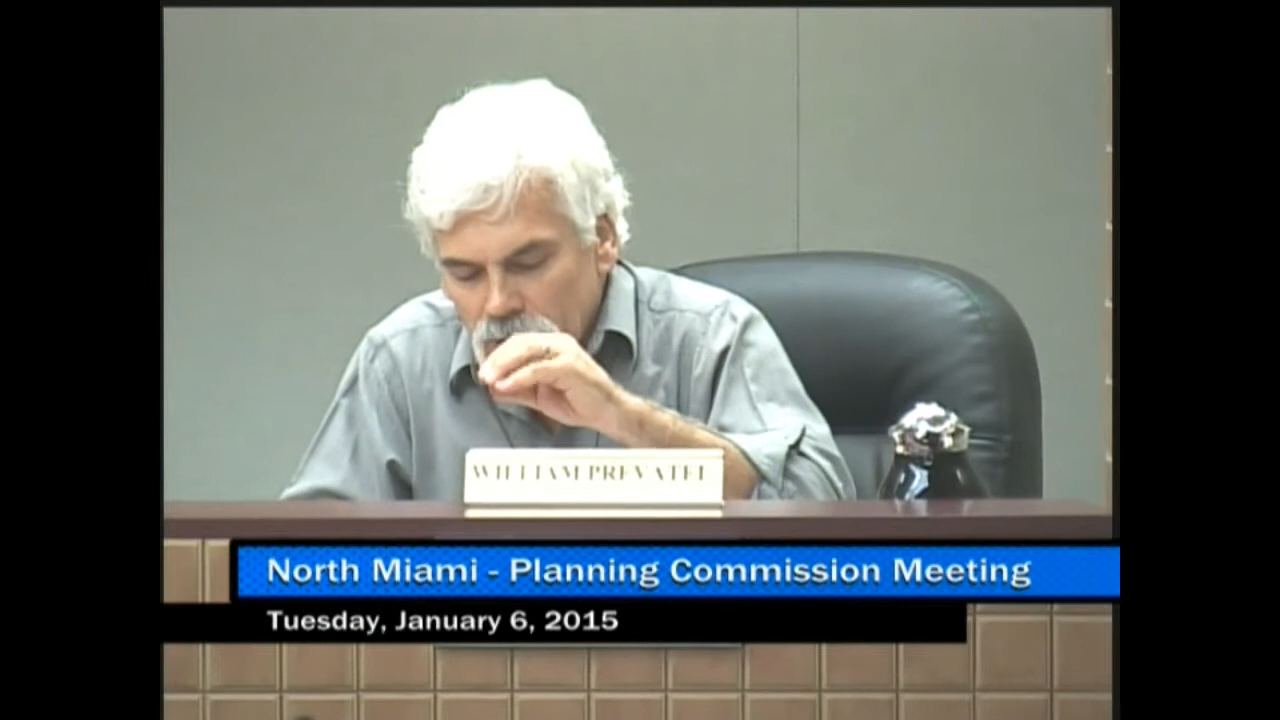 WILLIAM PREVATEL
North Miami - Planning Commission Meeting
Tuesday, January 6, 2015